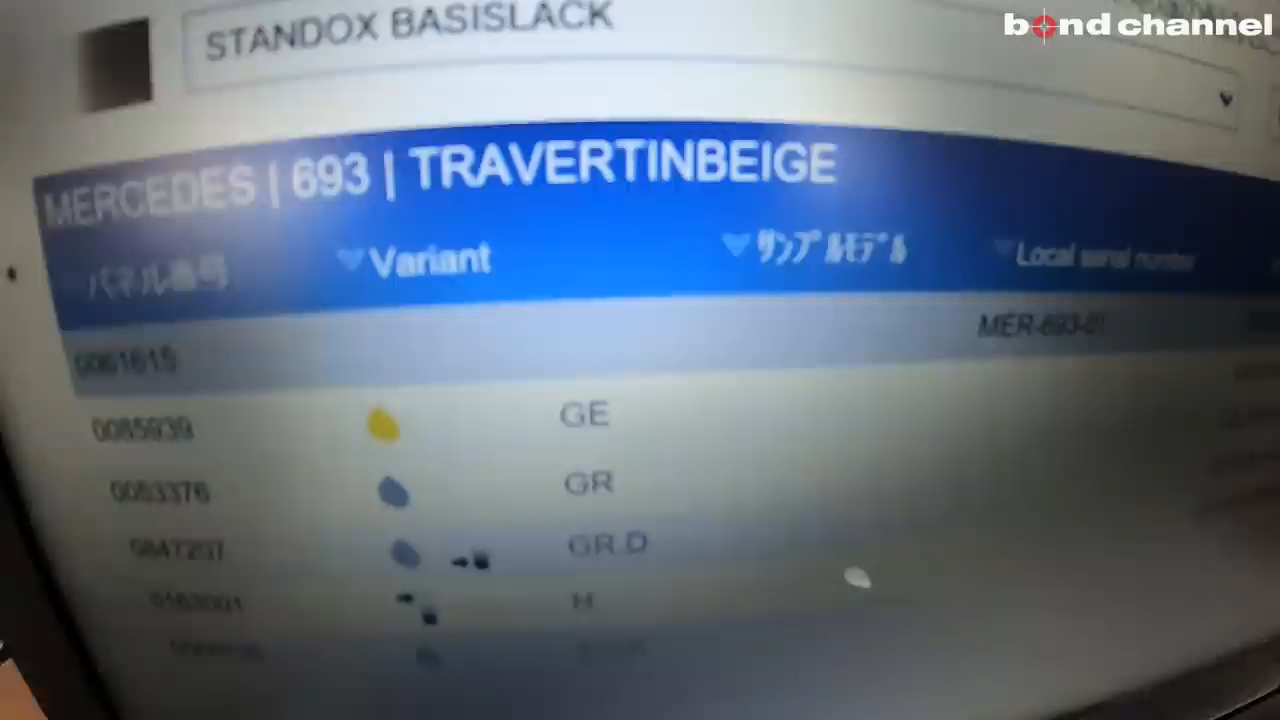 bond channel
STANDOX BASISLACK
MERCEDES | 693 | TRAVERTINBEIGE
パネル番号 Variant サンプルモデル Local serial number
0061615 MER-693-01
0085939 GE
0053376 GR
0847207 GR.D
H